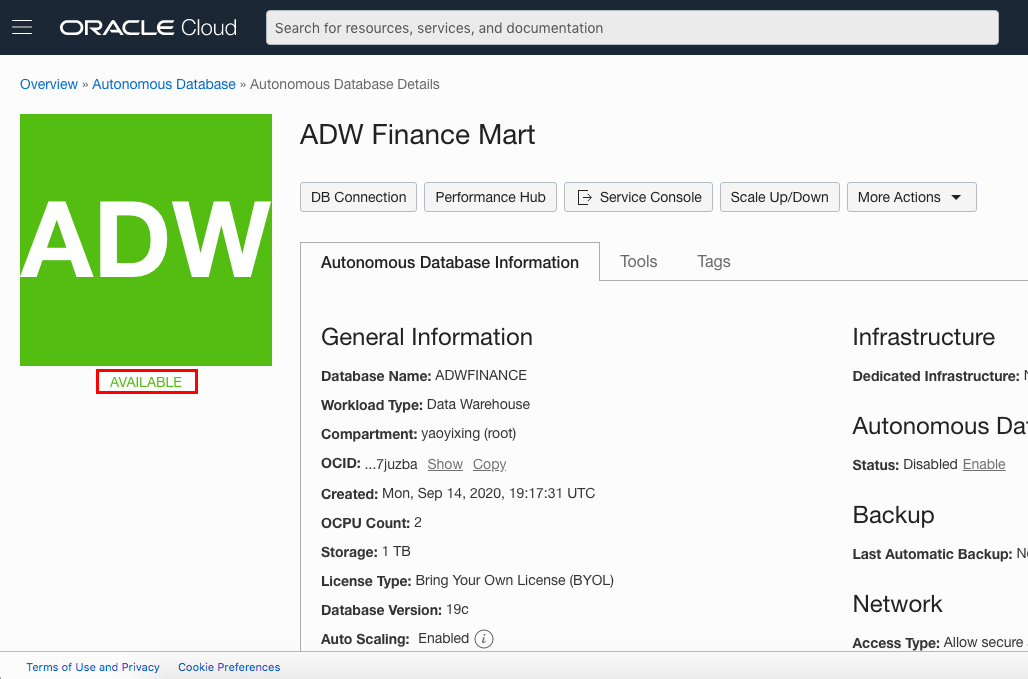 ORACLE Cloud
Search for resources, services, and documentation
Overview » Autonomous Database » Autonomous Database Details
ADW
AVAILABLE
ADW Finance Mart
DB Connection
Performance Hub
Service Console
Scale Up/Down
More Actions
Autonomous Database Information
Tools
Tags
General Information
Database Name: ADWFINANCE
Workload Type: Data Warehouse
Compartment: yaoyixing (root)
OCID: ...7juzba Show Copy
Created: Mon, Sep 14, 2020, 19:17:31 UTC
OCPU Count: 2
Storage: 1 TB
License Type: Bring Your Own License (BYOL)
Database Version: 19c
Auto Scaling: Enabled
Infrastructure
Dedicated Infrastructure:
Autonomous
Status: Disabled Enable
Backup
Last Automatic Backup:
Network
Access Type: Allow secure
Terms of Use and Privacy
Cookie Preferences